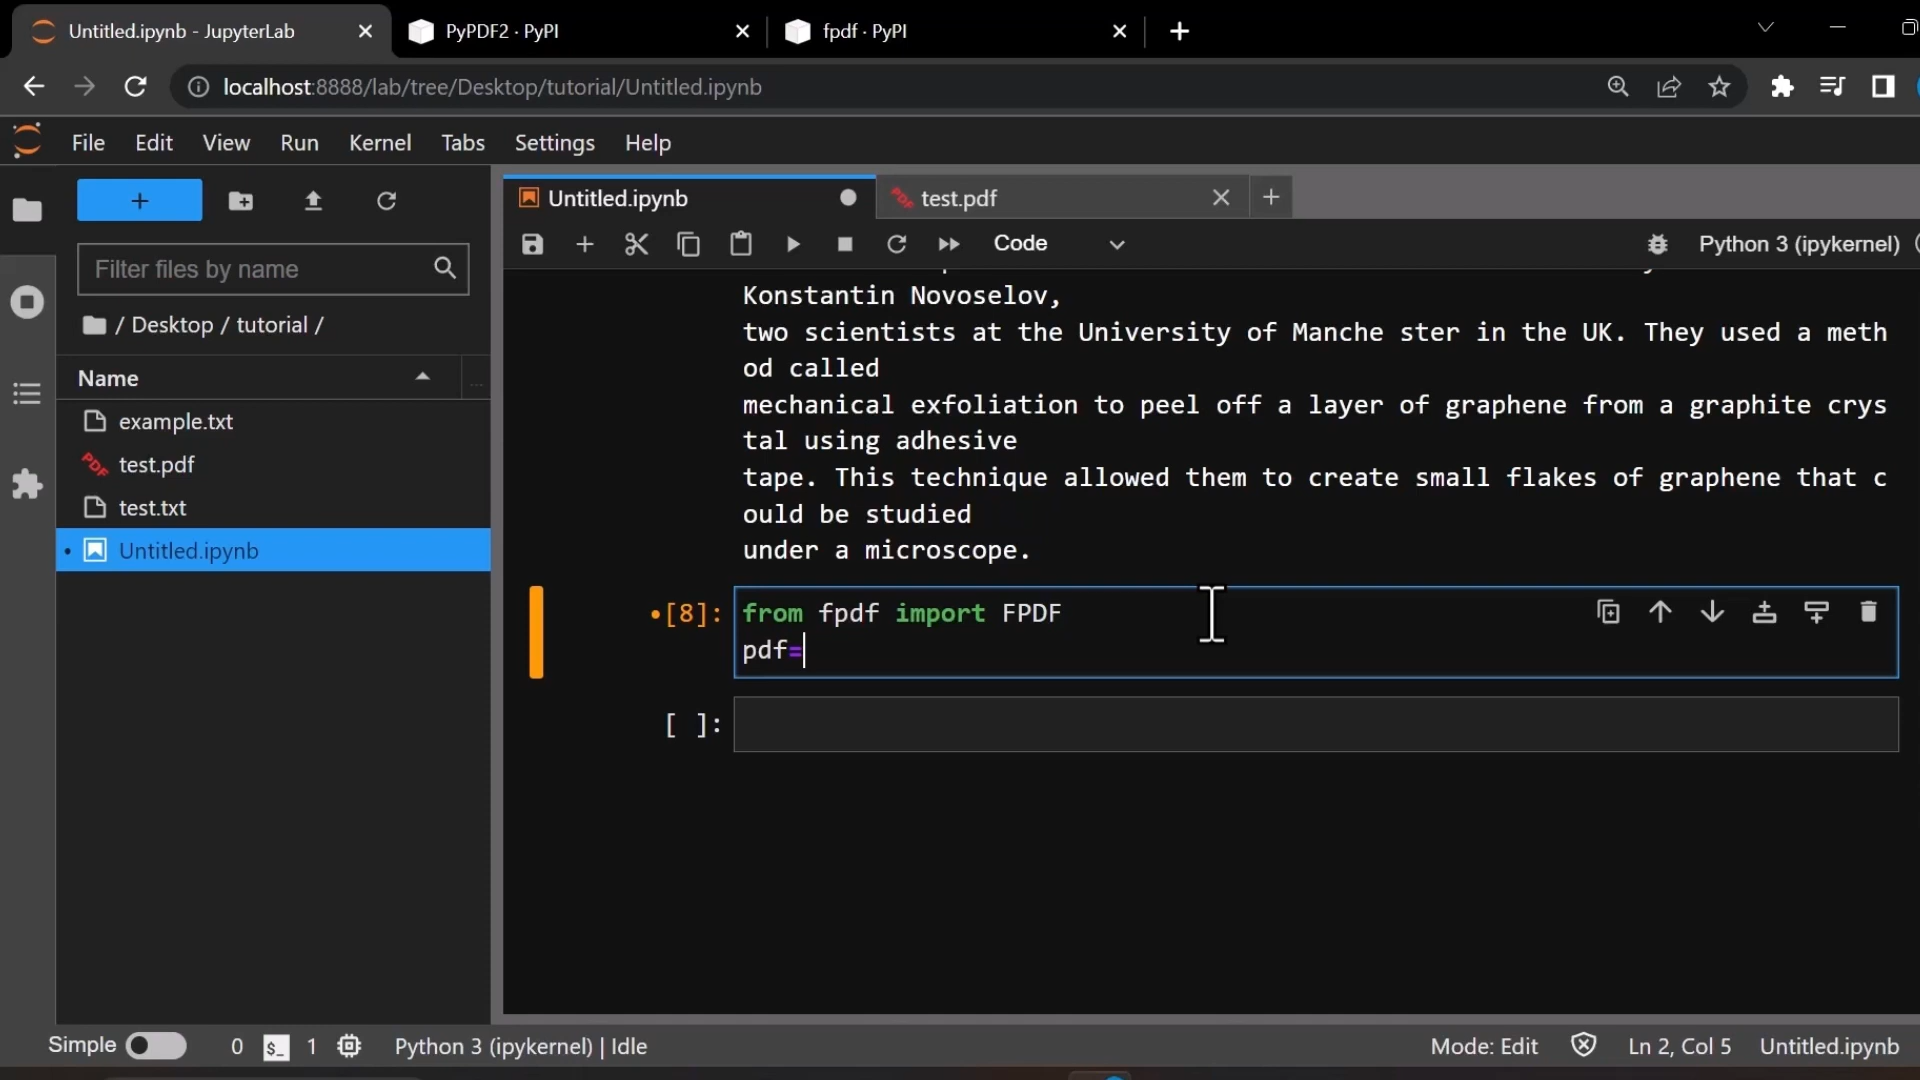 Untitled.ipynb - JupyterLab
PyPDF2 · PyPI
fpdf · PyPI
localhost:8888/lab/tree/Desktop/tutorial/Untitled.ipynb
File Edit View Run Kernel Tabs Settings Help
Untitled.ipynb
test.pdf
Code
Python 3 (ipykernel)
Filter files by name
/ Desktop / tutorial /
Name
example.txt
test.pdf
test.txt
Untitled.ipynb
Konstantin Novoselov,
two scientists at the University of Manche ster in the UK. They used a meth
od called
mechanical exfoliation to peel off a layer of graphene from a graphite crys
tal using adhesive
tape. This technique allowed them to create small flakes of graphene that c
ould be studied
under a microscope.
[8]: from fpdf import FPDF
pdf=
[ ]:
Simple 0 $_ 1 Python 3 (ipykernel) | Idle
Mode: Edit Ln 2, Col 5 Untitled.ipynb